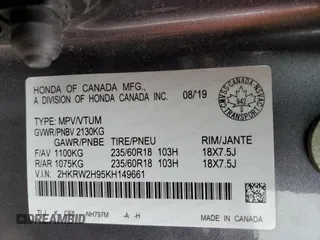 HONDA OF CANADA MFG.,
A DIVISION OF HONDA CANADA INC. 08/19
TYPE: MPV/VTUM
GVWR/PNBV 2130KG
GAWR/PNBE TIRE/PNEU RIM/JANTE
F/AV 1100KG 235/60R18 103H 18X7.5J
R/AR 1075KG 235/60R18 103H 18X7.5J
V.I.N. 2HKRW2H95KH149661
NH797M -A -H
MADE IN CANADA
CANADA
TRANSPORT